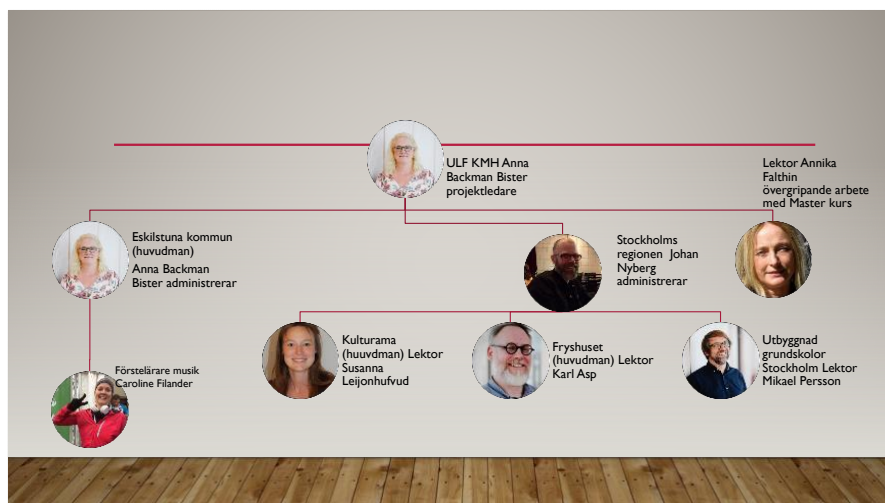 ULF KMH Anna
Backman Bister
projektledare
Lektor Annika
Falthin
övergripande arbete
med Master kurs
Eskilstuna kommun
(huvudman)
Anna Backman
Bister administrerar
Stockholms
regionen Johan
Nyberg
administrerar
Förstelärare musik
Caroline Filander
Kulturama
(huuvdman) Lektor
Susanna
Leijonhufvud
Fryshuset
(huvudman) Lektor
Karl Asp
Utbyggnad
grundskolor
Stockholm Lektor
Mikael Persson